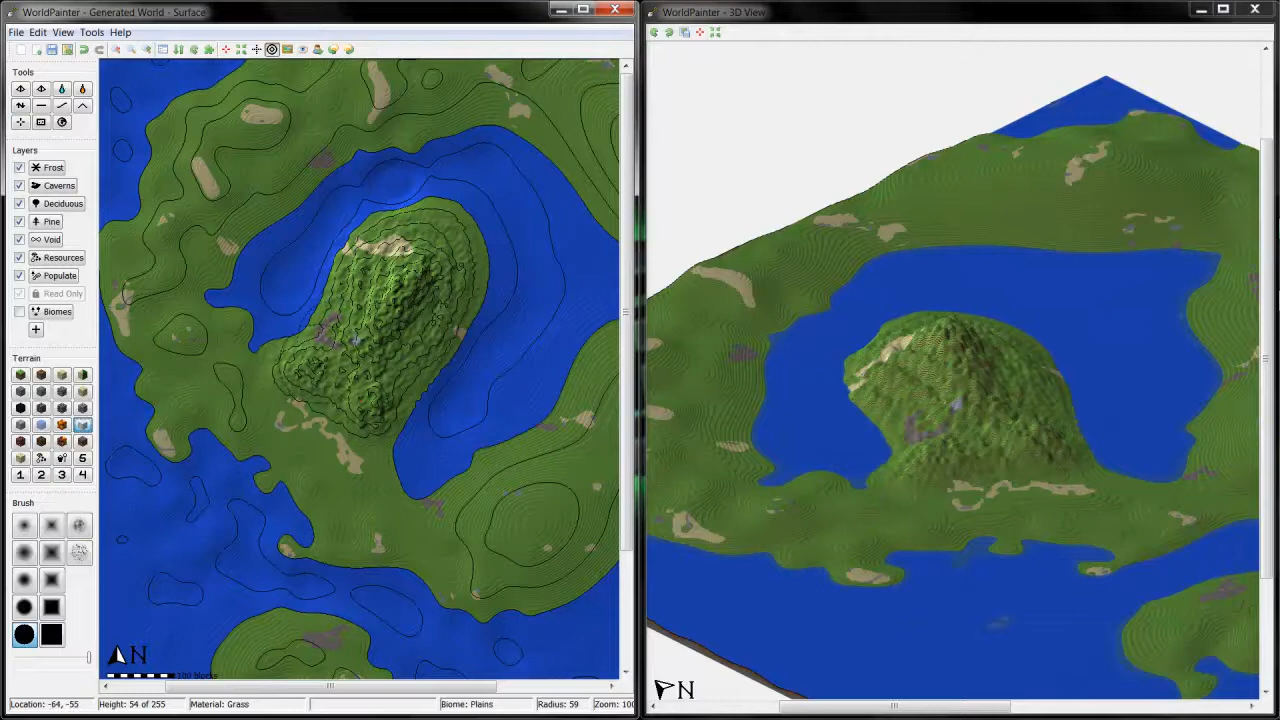 WorldPainter - Generated World - Surface
File Edit View Tools Help
Tools
Layers
Frost
Caverns
Deciduous
Pine
Void
Resources
Populate
Read Only
Biomes
Terrain
5
1 2 3 4
Brush
N
100 blocks
Location: -64, -55 Height: 54 of 255 Material: Grass Biome: Plains Radius: 59 Zoom: 100
WorldPainter - 3D View
N